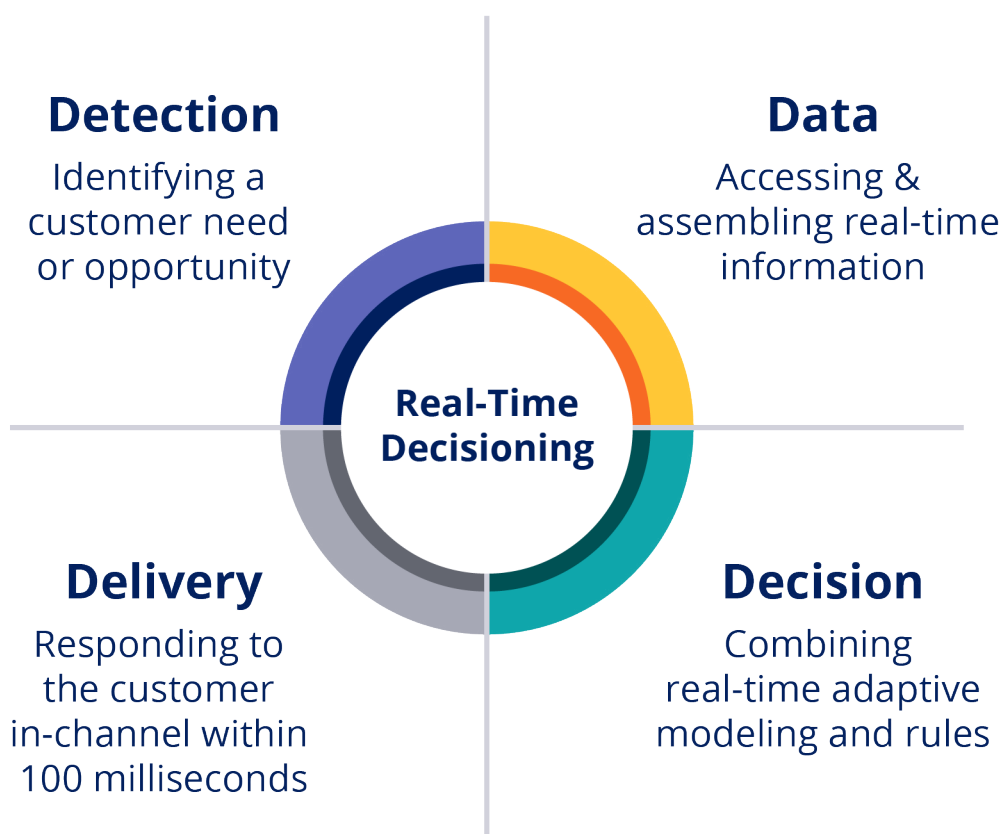 Detection
Identifying a
customer need
or opportunity
Data
Accessing &
assembling real-time
information
Real-Time
Decisioning
Delivery
Responding to
the customer
in-channel within
100 milliseconds
Decision
Combining
real-time adaptive
modeling and rules